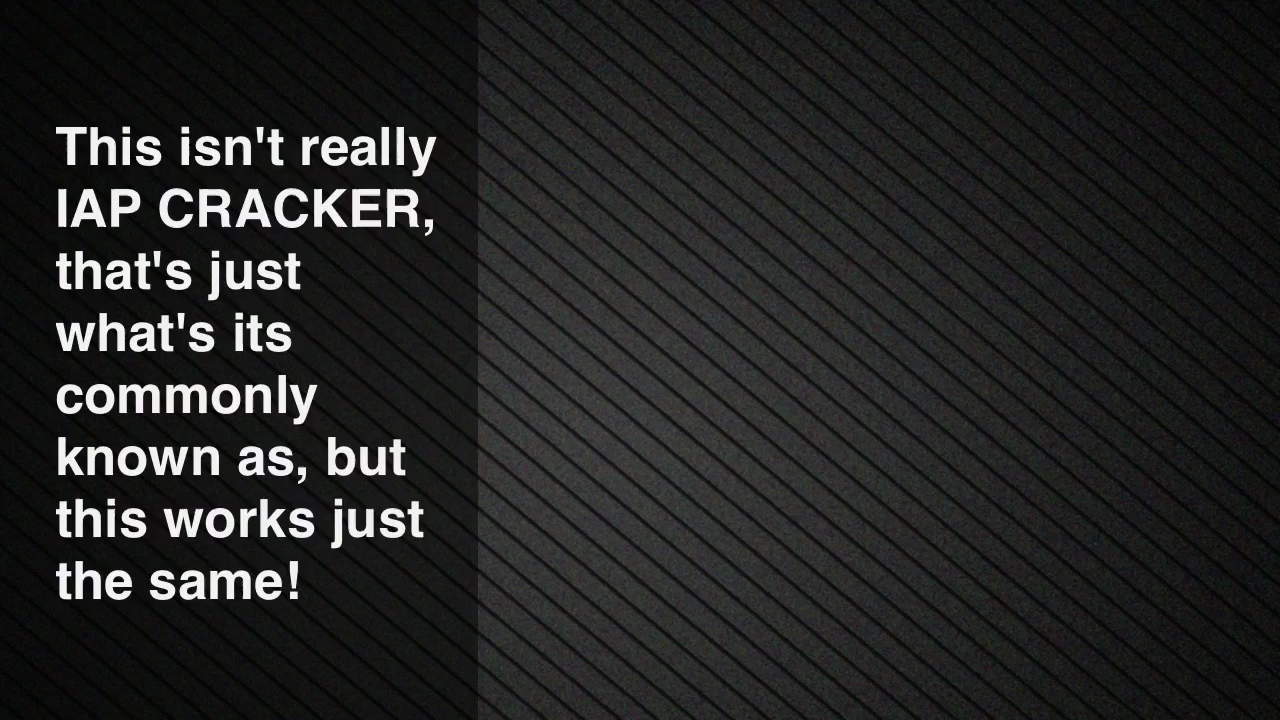 This isn't really
IAP CRACKER,
that's just
what's its
commonly
known as, but
this works just
the same!